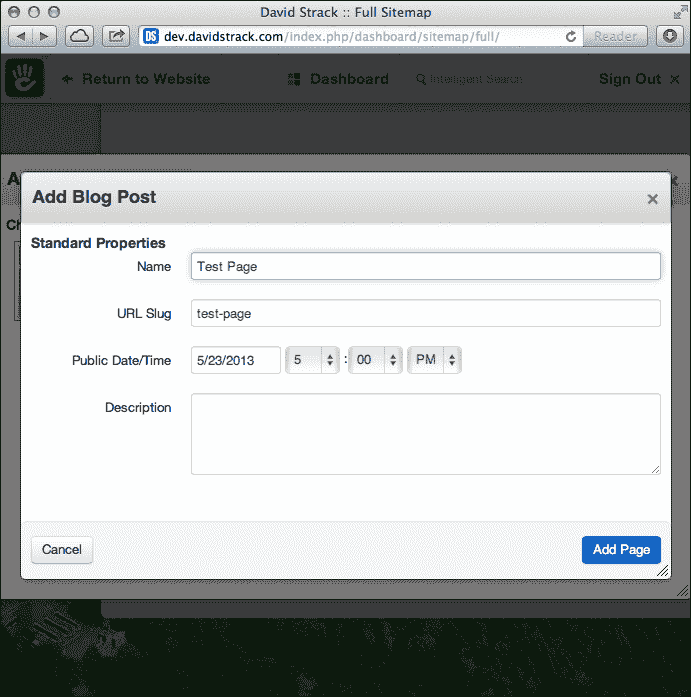 David Strack :: Full Sitemap
DS dev.davidstrack.com/index.php/dashboard/sitemap/full/ Reader
Return to Website Dashboard Intelligent Search Sign Out
Add Blog Post
Standard Properties
Name Test Page
URL Slug test-page
Public Date/Time 5/23/2013 5 : 00 PM
Description
Cancel Add Page